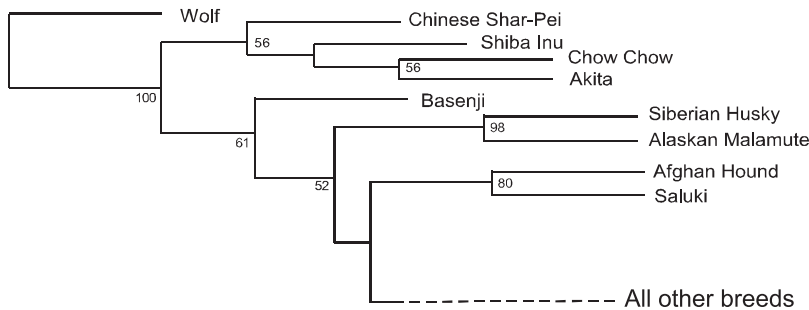 Wolf
Chinese Shar-Pei
56
Shiba Inu
Chow Chow
56
Akita
100
Basenji
Siberian Husky
98
61
Alaskan Malamute
Afghan Hound
52
80
Saluki
All other breeds